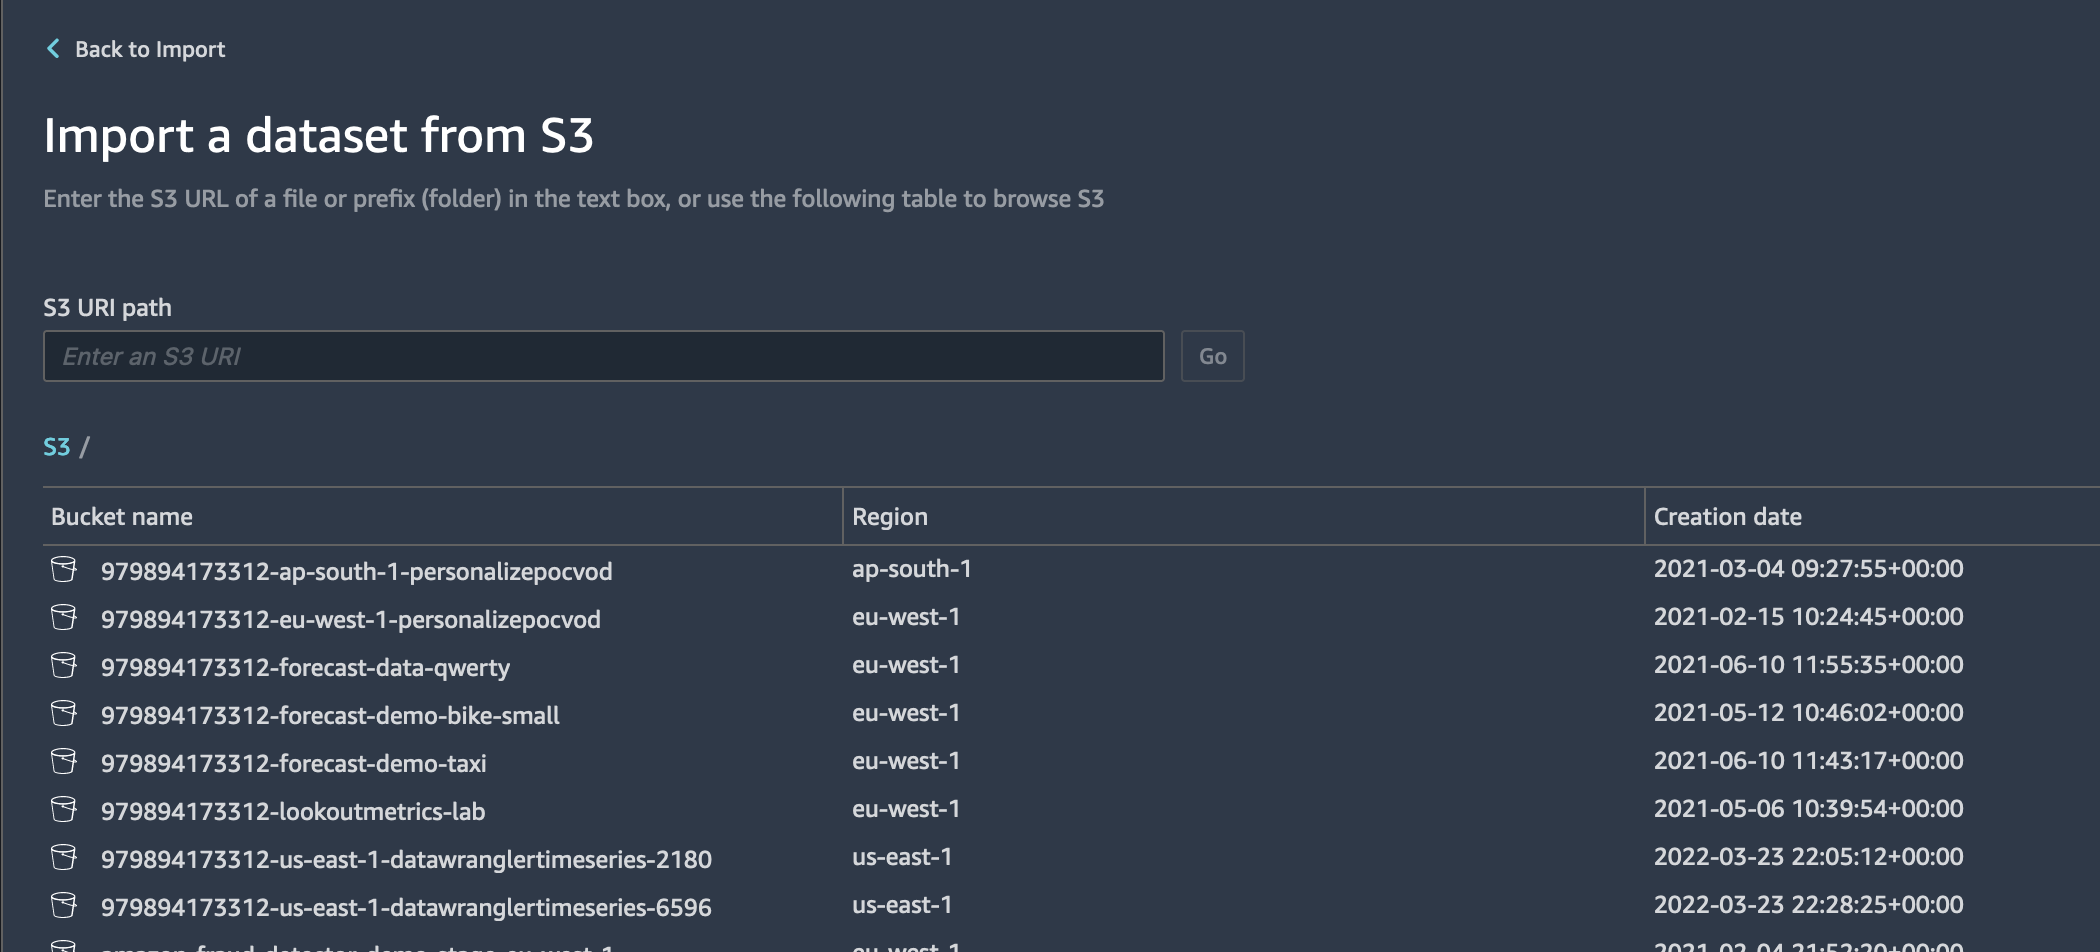 Back to Import
Import a dataset from S3
Enter the S3 URL of a file or prefix (folder) in the text box, or use the following table to browse S3
S3 URI path
Enter an S3 URI Go
S3 /
Bucket name Region Creation date
979894173312-ap-south-1-personalizepocvod ap-south-1 2021-03-04 09:27:55+00:00
979894173312-eu-west-1-personalizepocvod eu-west-1 2021-02-15 10:24:45+00:00
979894173312-forecast-data-qwerty eu-west-1 2021-06-10 11:55:35+00:00
979894173312-forecast-demo-bike-small eu-west-1 2021-05-12 10:46:02+00:00
979894173312-forecast-demo-taxi eu-west-1 2021-06-10 11:43:17+00:00
979894173312-lookoutmetrics-lab eu-west-1 2021-05-06 10:39:54+00:00
979894173312-us-east-1-datawranglertimeseries-2180 us-east-1 2022-03-23 22:05:12+00:00
979894173312-us-east-1-datawranglertimeseries-6596 us-east-1 2022-03-23 22:28:25+00:00
eu-west-1